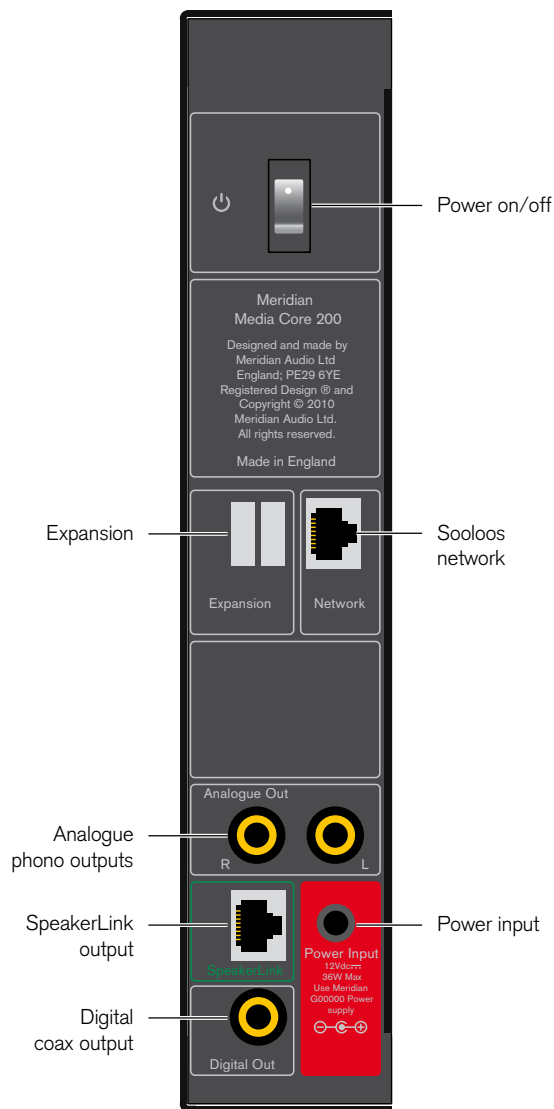 Power on/off
Meridian
Media Core 200
Designed and made by
Meridian Audio Ltd
England; PE29 6YE
Registered Design ® and
Copyright © 2010
Meridian Audio Ltd.
All rights reserved.
Made in England
Expansion
Sooloos
network
Expansion
Network
Analogue Out
R
L
Analogue
phono outputs
SpeakerLink
output
SpeakerLink
Power Input
12Vdc
36W Max
Use Meridian
G00000 Power
supply
Power input
Digital
coax output
Digital Out